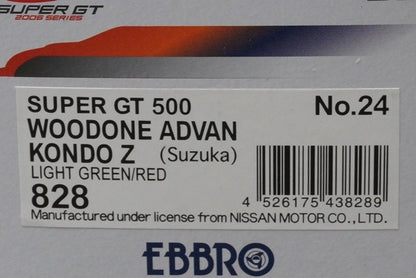 SUPER GT
2006 SERIES
SUPER GT 500 No.24
WOODONE ADVAN
KONDO Z (Suzuka)
LIGHT GREEN/RED
828
4 526175 438289
Manufactured under license from NISSAN MOTOR CO.,LTD.
EBBRO